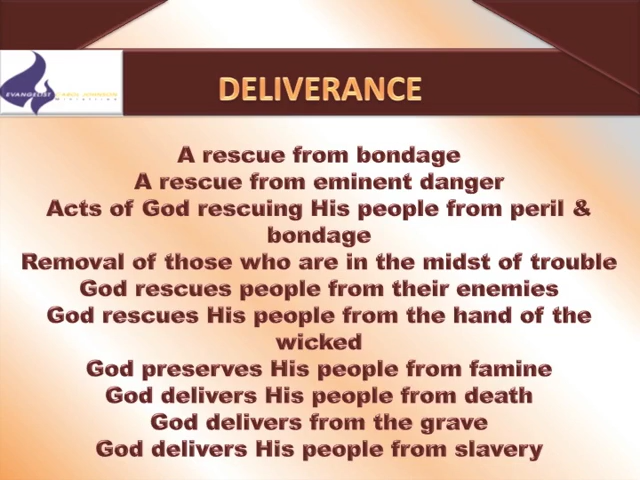 EVANGELIST CAROL JOHNSON
Ministries
DELIVERANCE
A rescue from bondage
A rescue from eminent danger
Acts of God rescuing His people from peril &
bondage
Removal of those who are in the midst of trouble
God rescues people from their enemies
God rescues His people from the hand of the
wicked
God preserves His people from famine
God delivers His people from death
God delivers from the grave
God delivers His people from slavery